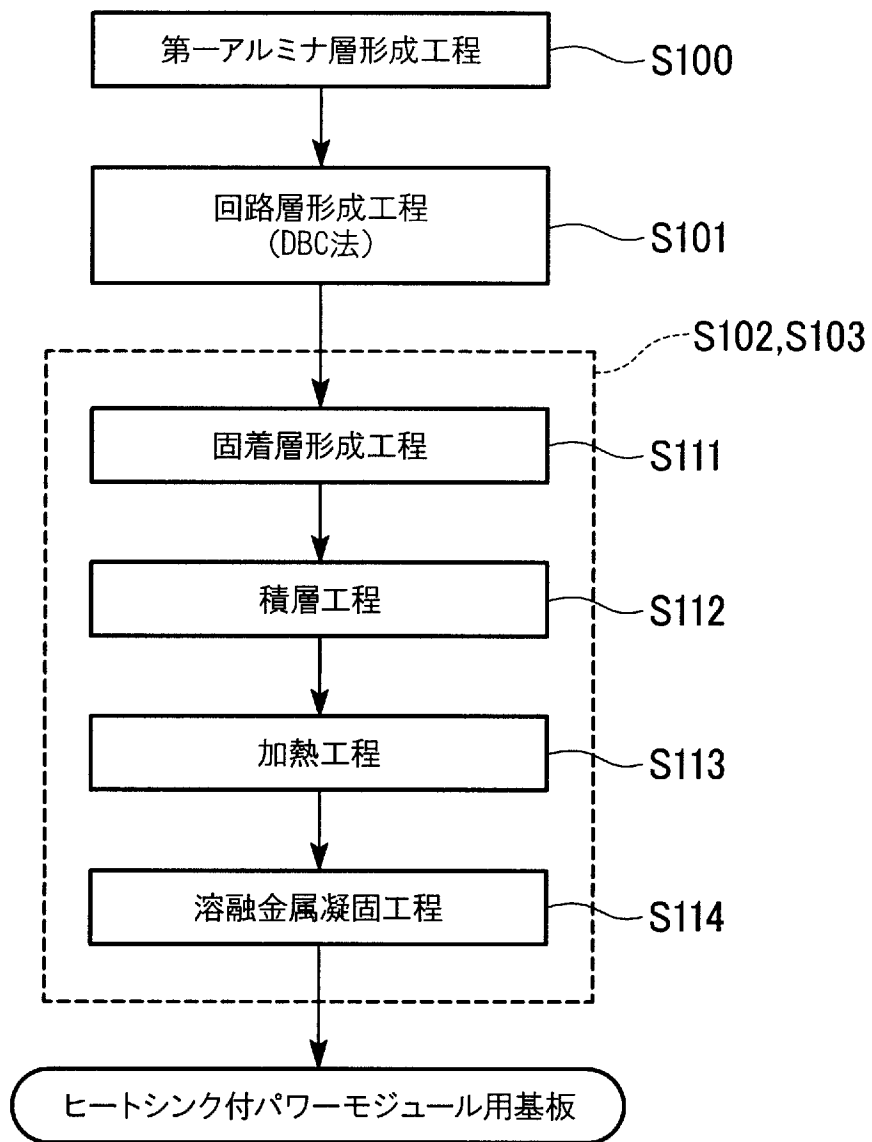 第一アルミナ層形成工程
S100
回路層形成工程
(DBC法)
S101
S102,S103
固着層形成工程
S111
積層工程
S112
加熱工程
S113
溶融金属凝固工程
S114
ヒートシンク付パワーモジュール用基板